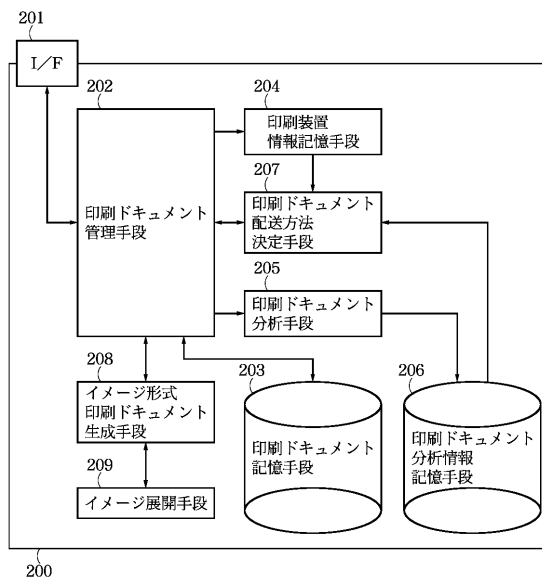 201
I/F
202
印刷ドキュメント
管理手段
204
印刷装置
情報記憶手段
207
印刷ドキュメント
配送方法
決定手段
205
印刷ドキュメント
分析手段
208
イメージ形式
印刷ドキュメント
生成手段
203
印刷ドキュメント
記憶手段
206
印刷ドキュメント
分析情報
記憶手段
209
イメージ展開手段
200